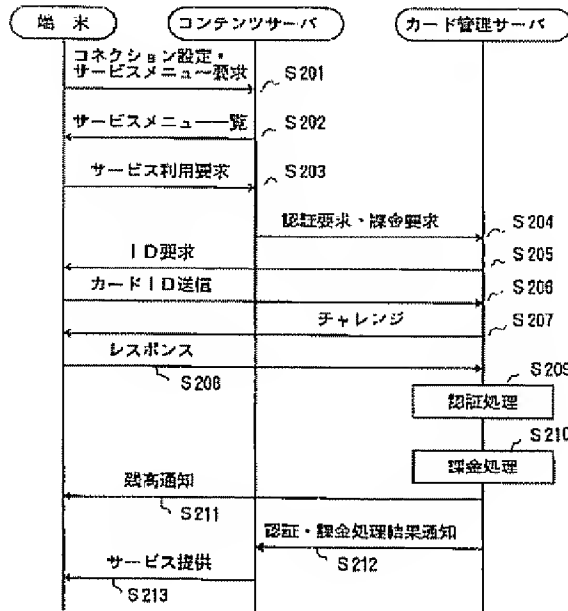 端末
コンテンツサーバ
カード管理サーバ
コネクション設定・
サービスメニュー要求
S201
サービスメニュー一覧
S202
サービス利用要求
S203
認証要求・課金要求
S204
ID要求
S205
カードID送信
S206
チャレンジ
S207
レスポンス
S208
S209
認証処理
S210
課金処理
残高通知
S211
認証・課金処理結果通知
S212
サービス提供
S213